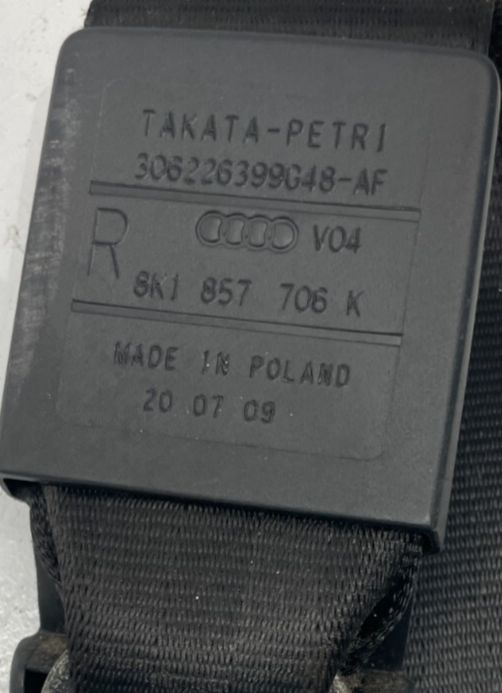 TAKATA-PETRI
306226399G48-AF
R
V04
8K1 857 706 K
MADE IN POLAND
20 07 09